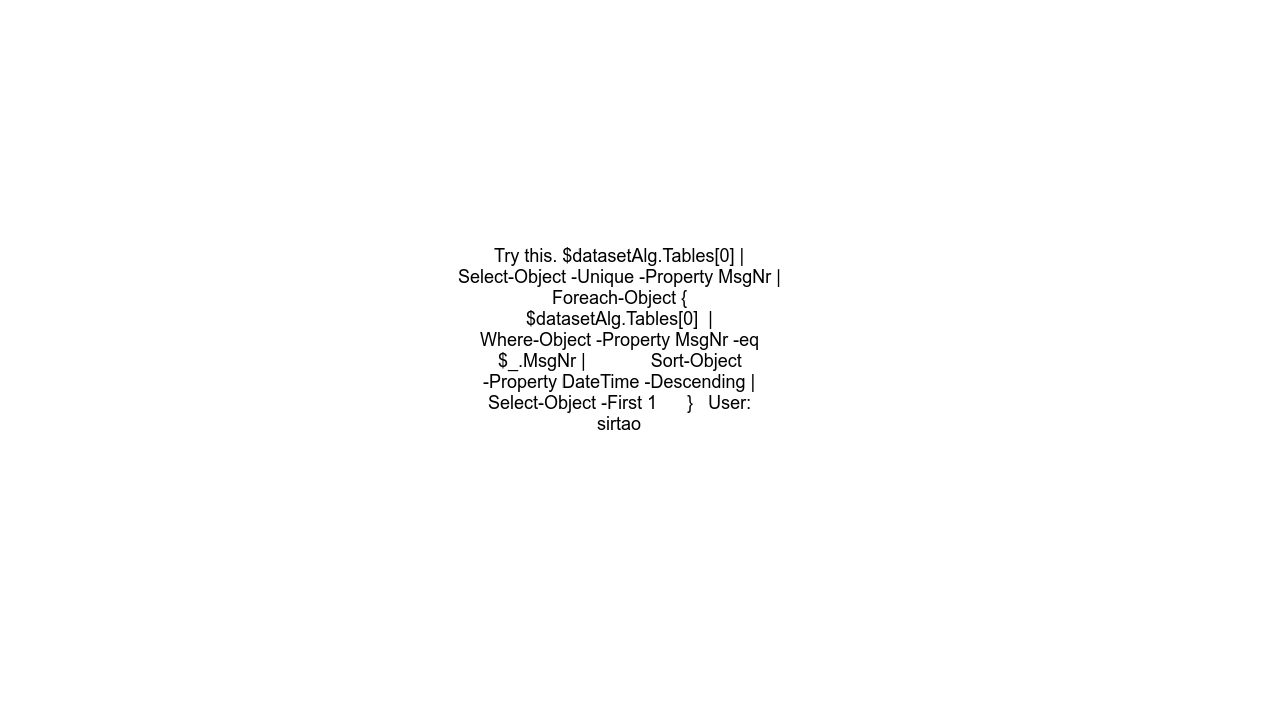 Try this. $datasetAlg.Tables[0] |
Select-Object -Unique -Property MsgNr |
Foreach-Object {
$datasetAlg.Tables[0]  |
Where-Object -Property MsgNr -eq
$_.MsgNr |             Sort-Object
-Property DateTime -Descending |
Select-Object -First 1      }   User:
sirtao